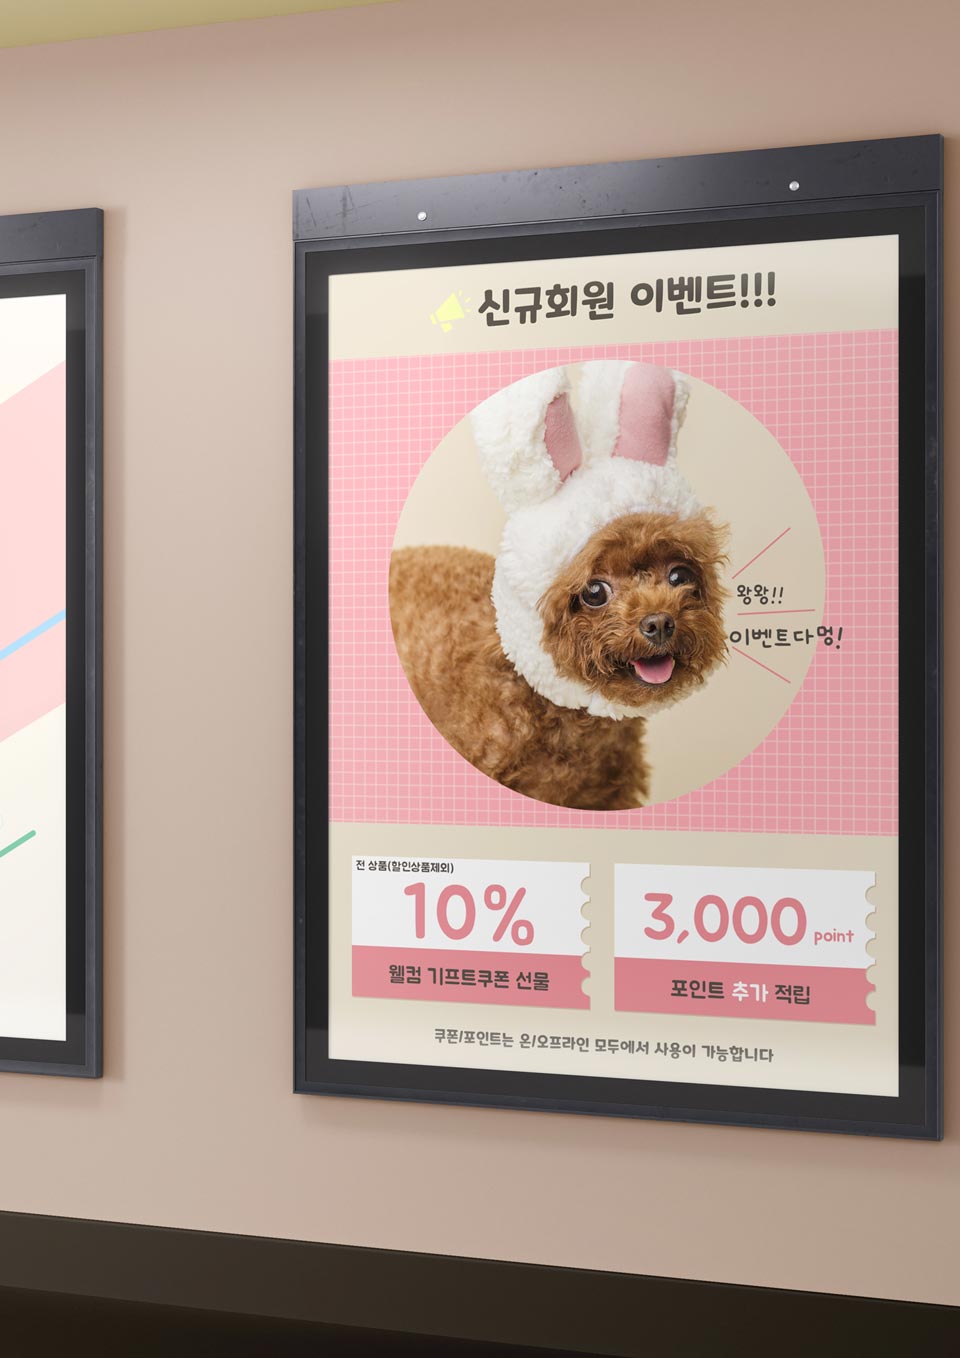 신규회원 이벤트!!!
왕왕!!
이벤트다멍!
전 상품(할인상품제외)
10%
웰컴 기프트쿠폰 선물
3,000 point
포인트 추가 적립
쿠폰/포인트는 온/오프라인 모두에서 사용이 가능합니다